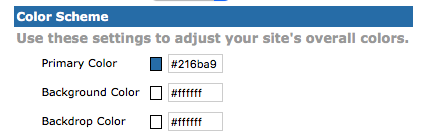 Color Scheme
Use these settings to adjust your site's overall colors.
Primary Color #216ba9
Background Color #ffffff
Backdrop Color #ffffff